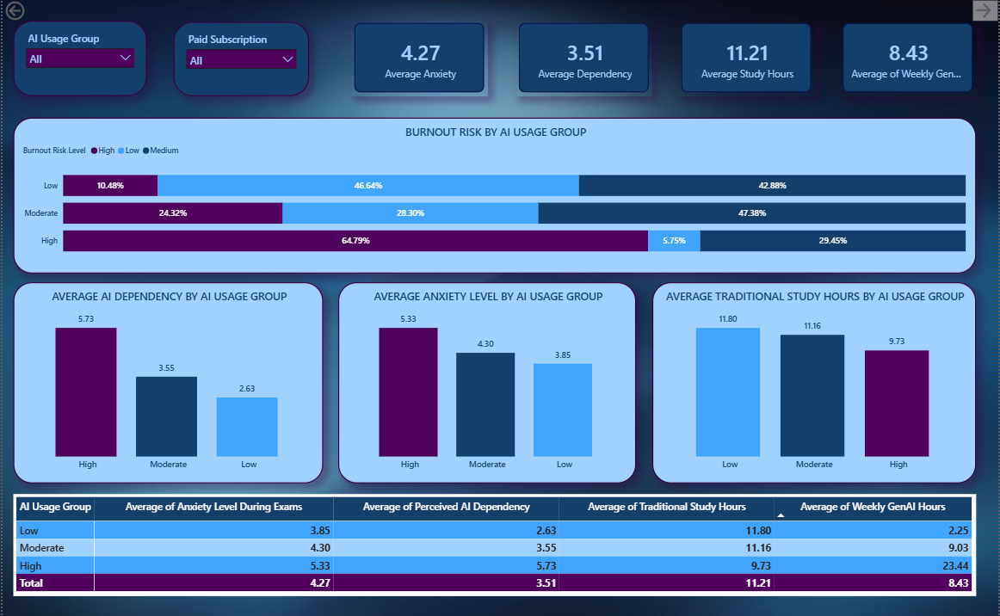 AI Usage Group
All
Paid Subscription
All
4.27
Average Anxiety
3.51
Average Dependency
11.21
Average Study Hours
8.43
Average of Weekly Gen...
BURNOUT RISK BY AI USAGE GROUP
Burnout Risk Level High Low Medium
Low 10.48% 46.64% 42.88%
Moderate 24.32% 28.30% 47.38%
High 64.79% 5.75% 29.45%
AVERAGE AI DEPENDENCY BY AI USAGE GROUP
5.73
3.55
2.63
High Moderate Low
AVERAGE ANXIETY LEVEL BY AI USAGE GROUP
5.33
4.30
3.85
High Moderate Low
AVERAGE TRADITIONAL STUDY HOURS BY AI USAGE GROUP
11.80
11.16
9.73
Low Moderate High
AI Usage Group Average of Anxiety Level During Exams Average of Perceived AI Dependency Average of Traditional Study Hours Average of Weekly GenAI Hours
Low 3.85 2.63 11.80 2.25
Moderate 4.30 3.55 11.16 9.03
High 5.33 5.73 9.73 23.44
Total 4.27 3.51 11.21 8.43